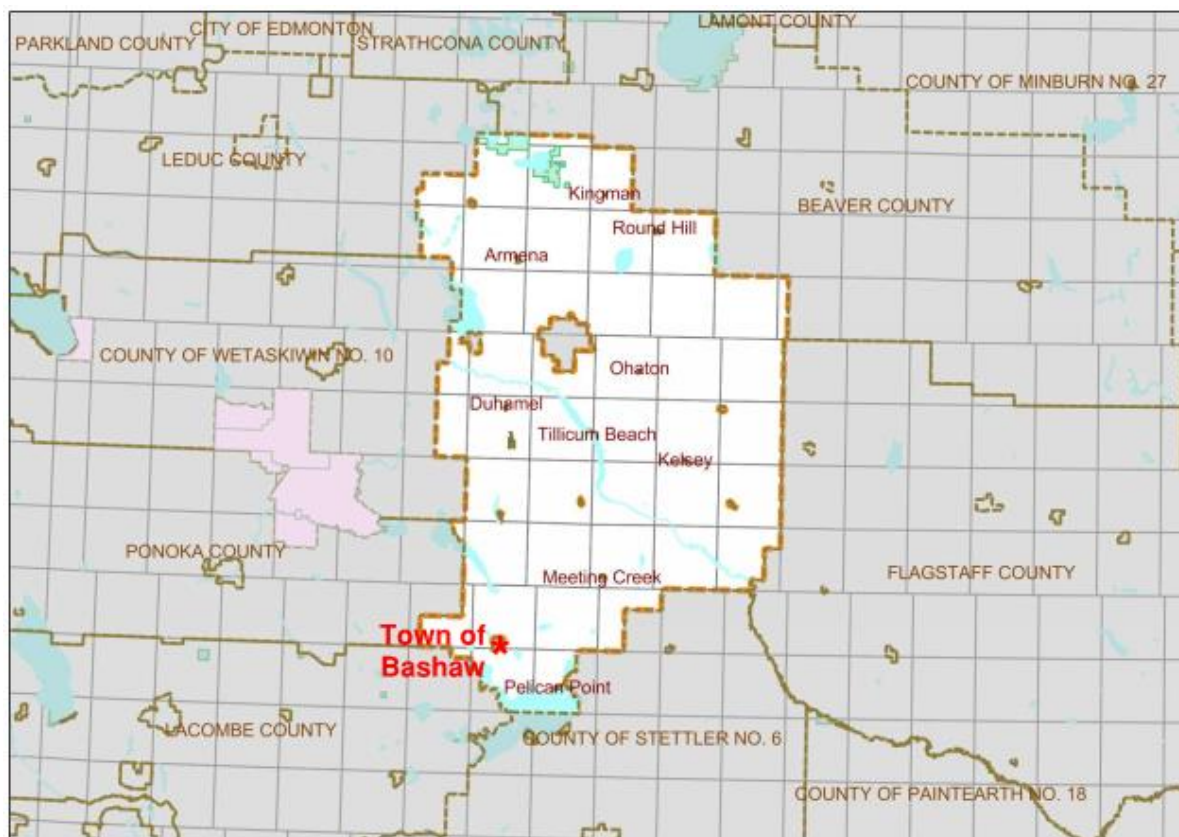 LAMONT COUNTY
CITY OF EDMONTON
PARKLAND COUNTY
STRATHCONA COUNTY
COUNTY OF MINBURN NO. 27
LEDUC COUNTY
Kingman
BEAVER COUNTY
Round Hill
Armena
COUNTY OF WETASKIWIN NO. 10
Ohaton
Duhamel
Tillicum Beach
Kelsey
PONOKA COUNTY
Meeting Creek
FLAGSTAFF COUNTY
Town of
Bashaw
*
Pelican Point
LACOMBE COUNTY
COUNTY OF STETTLER NO. 6
COUNTY OF PAINTEARTH NO. 18